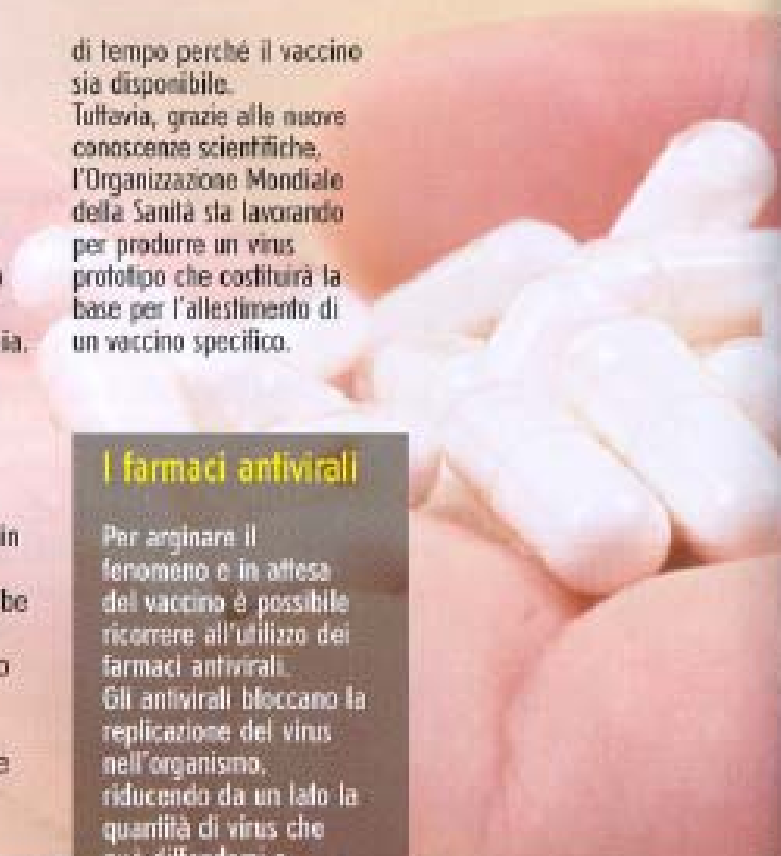 di tempo perché il vaccino
sia disponibile.
Tuttavia, grazie alle nuove
conoscenze scientifiche,
l'Organizzazione Mondiale
della Sanità sta lavorando
per produrre un virus
prototipo che costituirà la
base per l'allestimento di
un vaccino specifico.
ia.
in
be
o
e
I farmaci antivirali
Per arginare il
fenomeno e in attesa
del vaccino è possibile
ricorrere all'utilizzo dei
farmaci antivirali.
Gli antivirali bloccano la
replicazione del virus
nell'organismo,
riducendo da un lato la
quantità di virus che